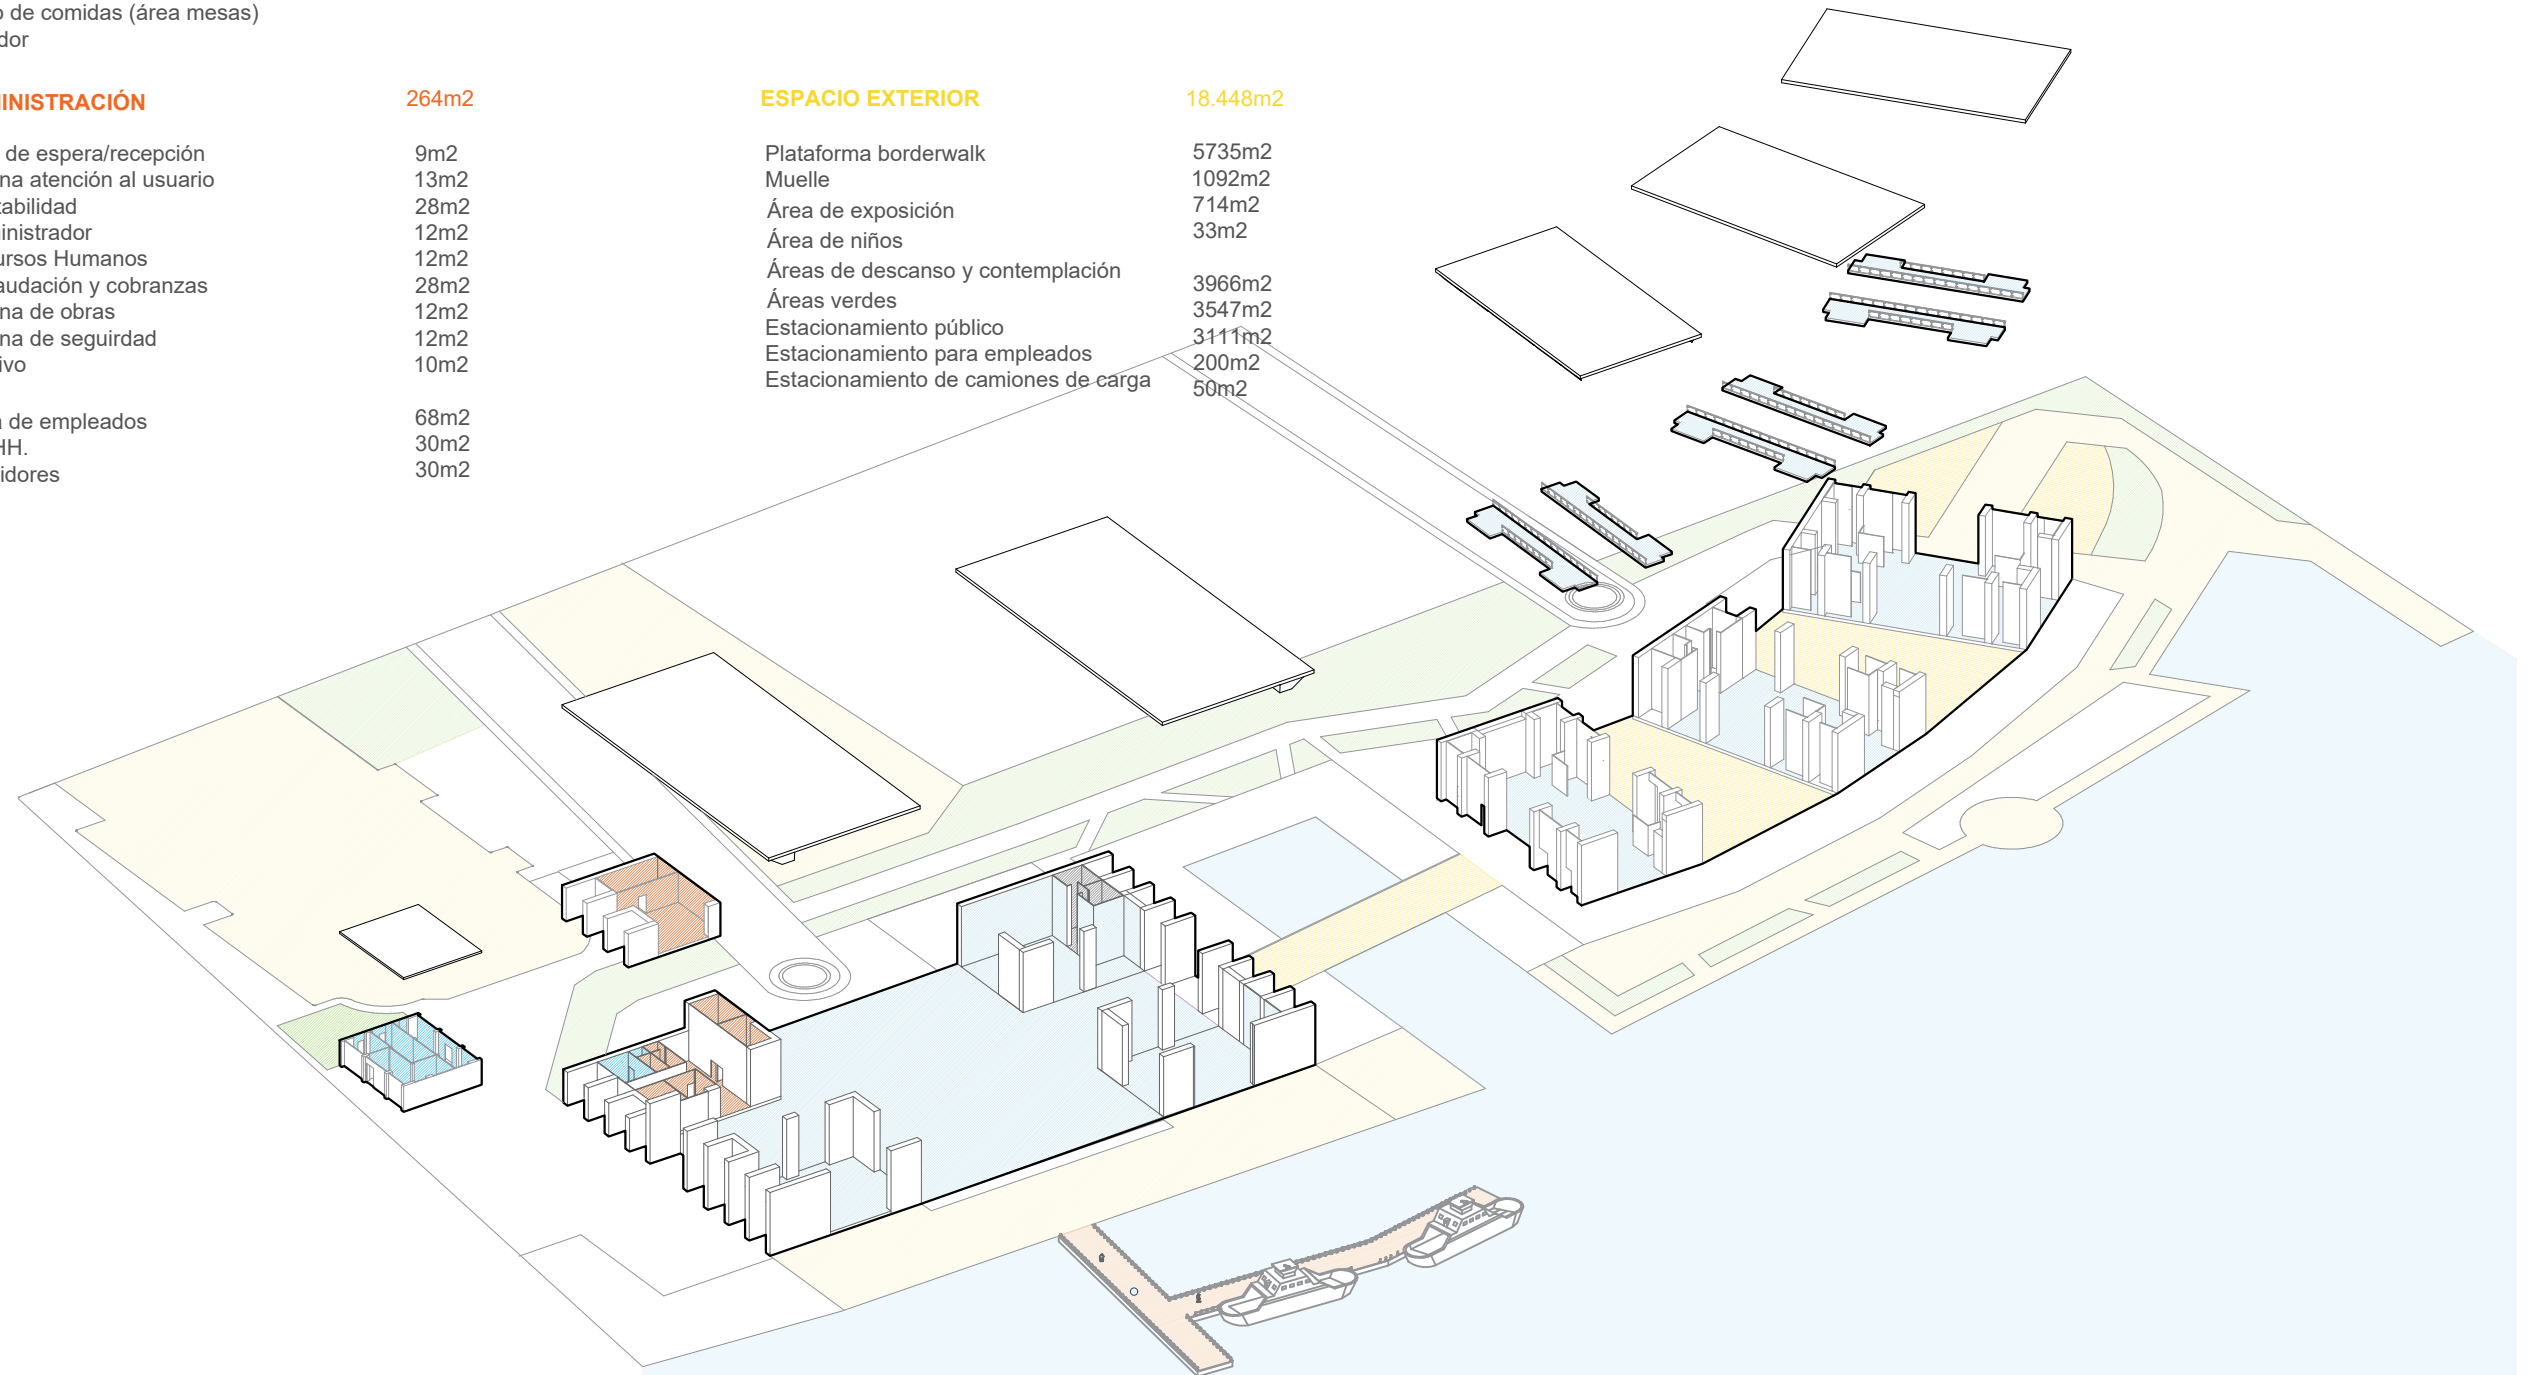 o de comidas (área mesas)
dor
MINISTRACIÓN 264m2
de espera/recepción 9m2
na atención al usuario 13m2
tabilidad 28m2
ministrador 12m2
ursos Humanos 12m2
audación y cobranzas 28m2
na de obras 12m2
na de seguirdad 12m2
ivo 10m2
a de empleados 68m2
HH. 30m2
idores 30m2
ESPACIO EXTERIOR 18.448m2
Plataforma borderwalk 5735m2
Muelle 1092m2
Área de exposición 714m2
Área de niños 33m2
Áreas de descanso y contemplación 3966m2
Áreas verdes 3547m2
Estacionamiento público 3111m2
Estacionamiento para empleados 200m2
Estacionamiento de camiones de carga 50m2